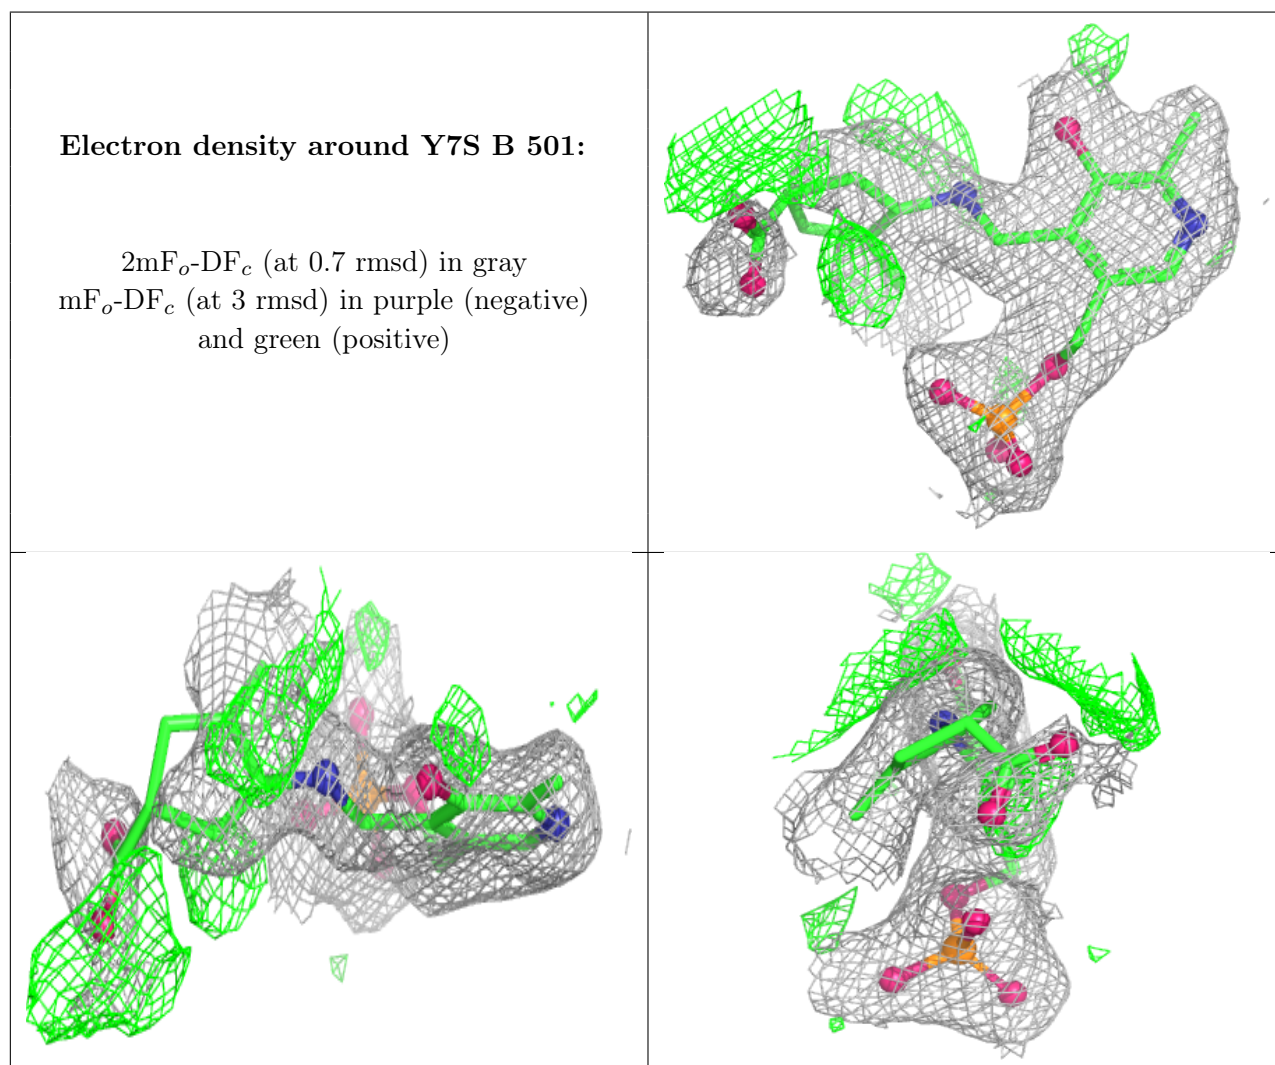 Electron density around Y7S B 501:
2mFo-DFc (at 0.7 rmsd) in gray
mFo-DFc (at 3 rmsd) in purple (negative)
and green (positive)